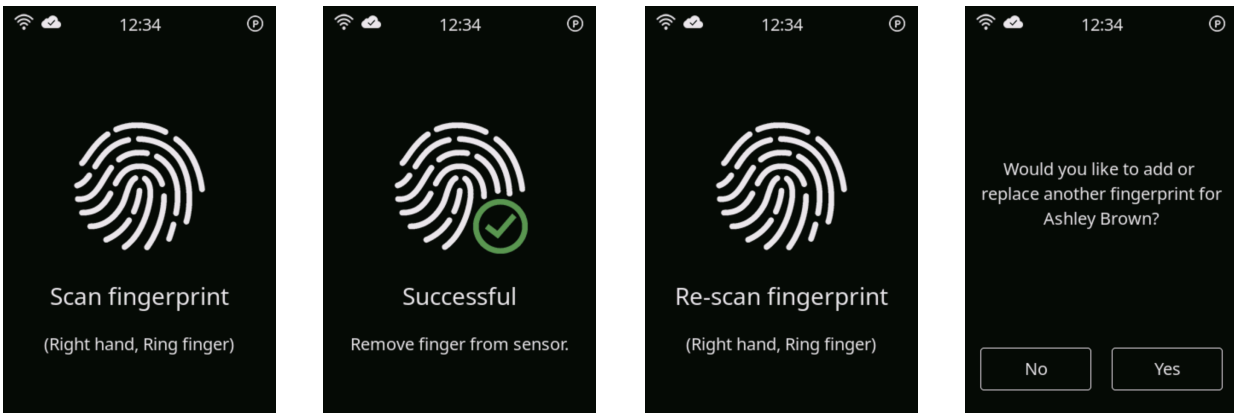 12:34
P
Scan fingerprint
(Right hand, Ring finger)
12:34
P
Successful
Remove finger from sensor.
12:34
P
Re-scan fingerprint
(Right hand, Ring finger)
12:34
P
Would you like to add or
replace another fingerprint for
Ashley Brown?
No
Yes